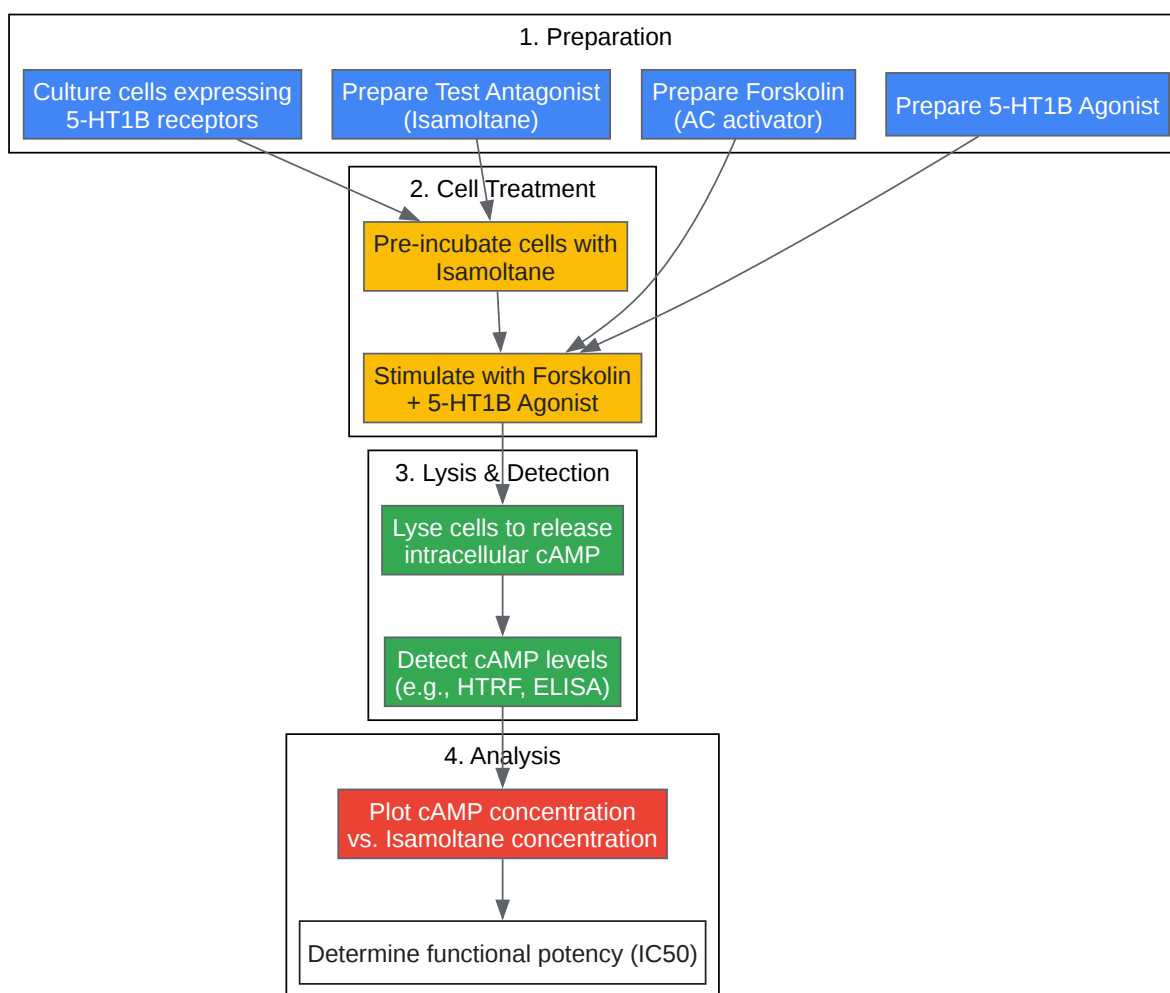 1. Preparation
Culture cells expressing
5-HT1B receptors
Prepare Test Antagonist
(Isamoltane)
Prepare Forskolin
(AC activator)
Prepare 5-HT1B Agonist
2. Cell Treatment
Pre-incubate cells with
Isamoltane
Stimulate with Forskolin
+ 5-HT1B Agonist
3. Lysis & Detection
Lyse cells to release
intracellular cAMP
Detect cAMP levels
(e.g., HTRF, ELISA)
4. Analysis
Plot cAMP concentration
vs. Isamoltane concentration
Determine functional potency (IC50)